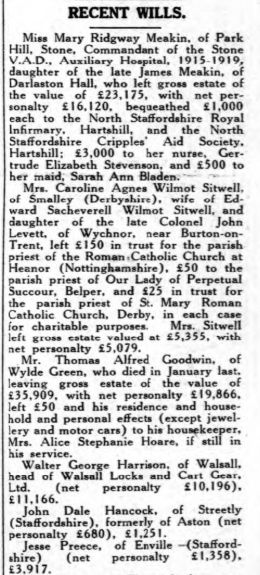 RECENT WILLS.
Miss Mary Ridgway Meakin, of Park
Hill, Stone, Commandant of the Stone
V.A.D., Auxiliary Hospital, 1915-1919,
daughter of the late James Meakin, of
Darlaston Hall, who left gross estate of
the value of £23,175, with net per-
sonalty £16,120, bequeathed £1,000
each to the North Staffordshire Royal
Infirmary, Hartshill, and the North
Staffordshire Cripples' Aid Society,
Hartshill; £3,000 to her nurse, Ger-
trude Elizabeth Stevenson, and £500 to
her maid, Sarah Ann Bladen.
Mrs. Caroline Agnes Wilmot Sitwell,
of Smalley (Derbyshire), wife of Ed-
ward Sacheverell Wilmot Sitwell, and
daughter of the late Colonel John
Levett, of Wychnor, near Burton-on-
Trent, left £150 in trust for the parish
priest of the Roman Catholic Church at
Heanor (Nottinghamshire), £50 to the
parish priest of Our Lady of Perpetual
Succour, Belper, and £25 in trust for
the parish priest of St. Mary Roman
Catholic Church, Derby, in each case
for charitable purposes. Mrs. Sitwell
left gross estate valued at £5,355, with
net personalty £5,079.
Mr. Thomas Alfred Goodwin, of
Wylde Green, who died in January last,
leaving gross estate of the value of
£35,909, with net personalty £19,866,
left £50 and his residence and house-
hold and personal effects (except jewel-
lery and motor cars) to his housekeeper,
Mrs. Alice Stephanie Hoare, if still in
his service.
Walter George Harrison, of Walsall,
head of Walsall Locks and Cart Gear,
Ltd. (net personalty £10,196),
£11,166.
John Dale Hancock, of Streetly
(Staffordshire), formerly of Aston (net
personalty £680), £1,251.
Jesse Preece, of Enville (Stafford-
shire) (net personalty £1,358),
£3,917.